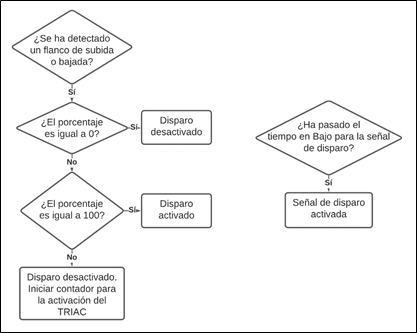 ¿Se ha detectado
un flanco de subida
o bajada?
Sí
¿El porcentaje
es igual a 0?
Sí
Disparo
desactivado
No
¿El porcentaje
es igual a 100?
Sí
Disparo
activado
No
Disparo desactivado.
Iniciar contador para
la activación del
TRIAC
¿Ha pasado el
tiempo en Bajo para la señal
de disparo?
Sí
Señal de disparo
activada